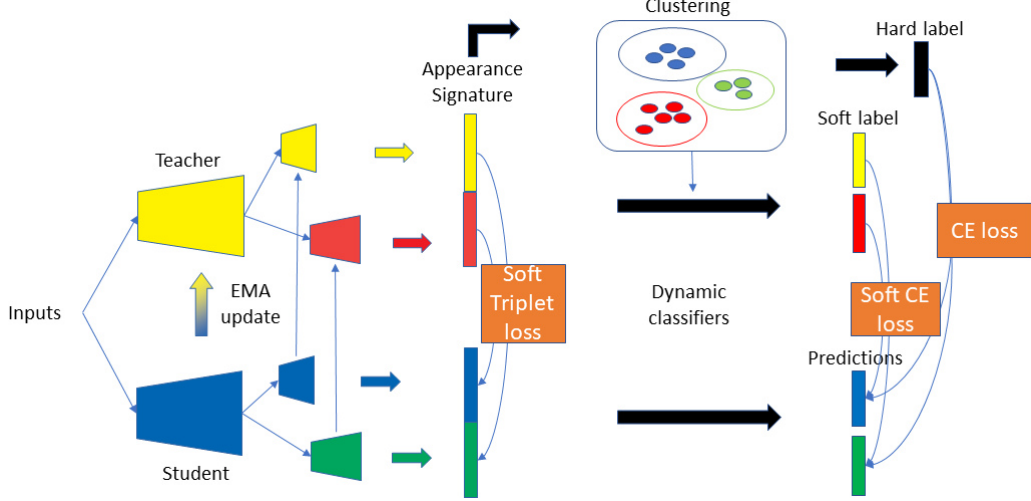 Clustering
Hard label
Appearance
Signature
Soft label
Teacher
CE loss
Soft
Triplet
loss
EMA
update
Inputs
Dynamic
classifiers
Soft CE
loss
Predictions
Student